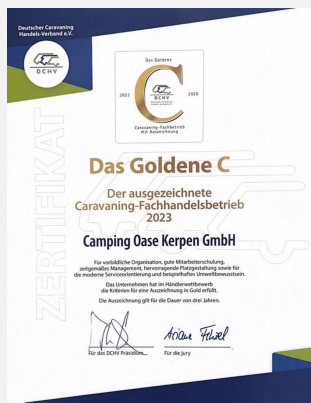 Deutscher Caravaning
Handels-Verband e.V.
DCHV
Das Goldene
2023 2026
C
DCHV
Caravaning-Fachbetrieb
mit Auszeichnung
ZERTIFIKAT
Das Goldene C
Der ausgezeichnete
Caravaning-Fachhandelsbetrieb
2023
Camping Oase Kerpen GmbH
Für vorbildliche Organisation, gute Mitarbeiterschulung,
zeitgemäßes Management, hervorragende Platzgestaltung sowie für
die moderne Serviceorientierung und beispielhaftes Umweltbewusstsein.
Das Unternehmen hat im Händlerwettbewerb
die Kriterien für eine Auszeichnung in Gold erfüllt.
Die Auszeichnung gilt für die Dauer von drei Jahren.
Für das DCHV Präsidium Für die Jury